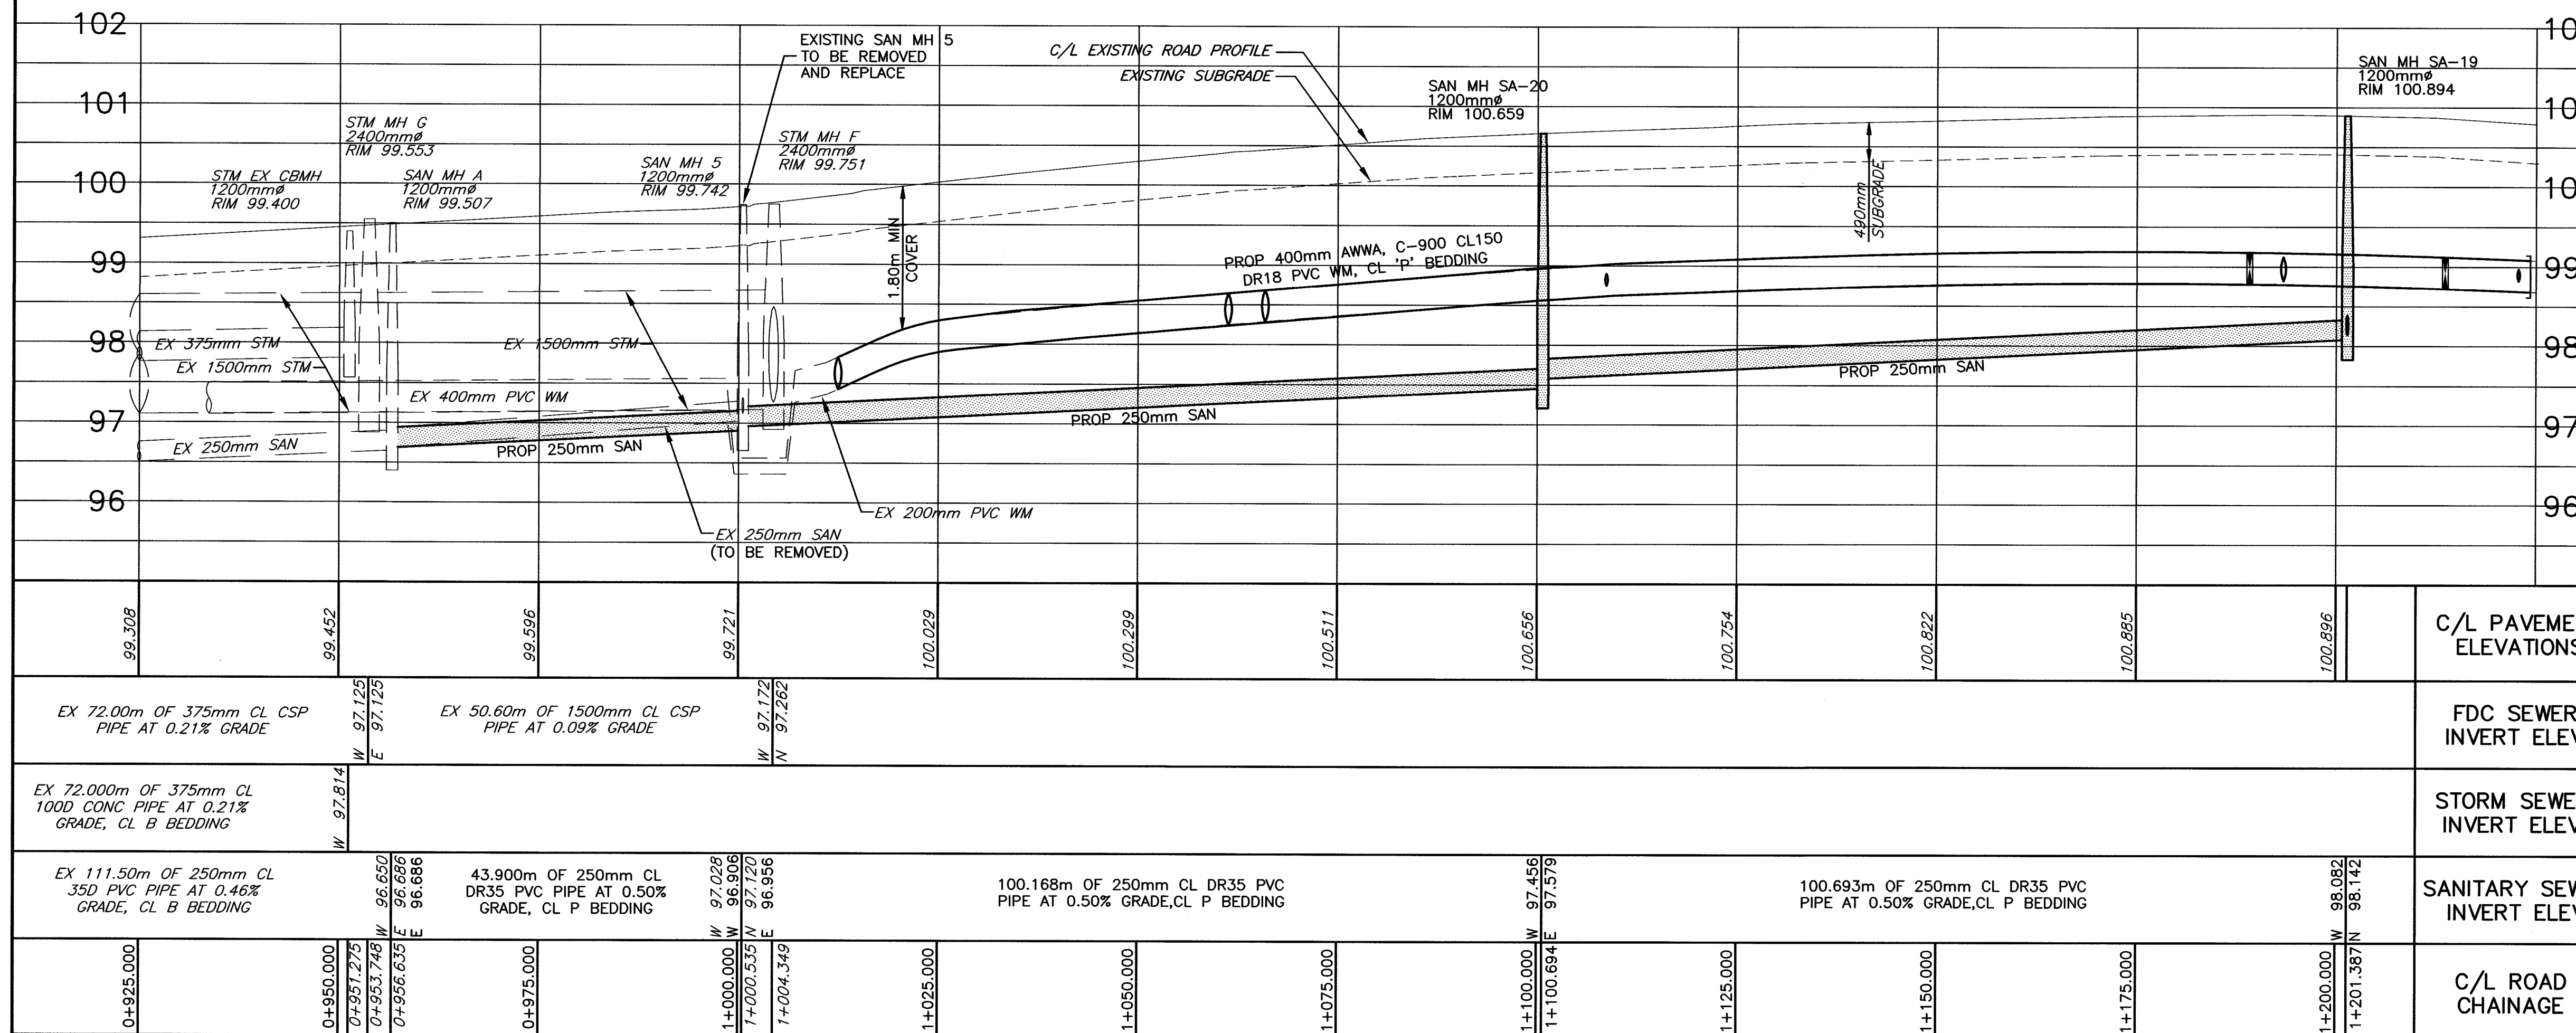 102
101
100
99
98
97
96
10
10
10
99
98
97
96
EXISTING SAN MH 5
TO BE REMOVED
AND REPLACE
C/L EXISTING ROAD PROFILE
EXISTING SUBGRADE
SAN MH SA-20
1200mmø
RIM 100.659
SAN MH SA-19
1200mmø
RIM 100.894
STM MH G
2400mmø
RIM 99.553
STM EX CBMH
1200mmø
RIM 99.400
SAN MH A
1200mmø
RIM 99.507
SAN MH 5
1200mmø
RIM 99.742
STM MH F
2400mmø
RIM 99.751
1.80m MIN
COVER
PROP 400mm AWWA, C-900 CL150
DR18 PVC WM, CL 'P' BEDDING
490mm
SUBGRADE
EX 375mm STM
EX 1500mm STM
EX 1500mm STM
EX 400mm PVC WM
EX 250mm SAN
PROP 250mm SAN
PROP 250mm SAN
PROP 250mm SAN
EX 200mm PVC WM
EX 250mm SAN
(TO BE REMOVED)
99.308
99.452
99.596
99.721
100.029
100.299
100.511
100.656
100.754
100.822
100.885
100.896
C/L PAVEME
ELEVATIONS
EX 72.00m OF 375mm CL CSP
PIPE AT 0.21% GRADE
W 97.125
E 97.125
EX 50.60m OF 1500mm CL CSP
PIPE AT 0.09% GRADE
W 97.172
N 97.262
FDC SEWER
INVERT ELEV
EX 72.000m OF 375mm CL
100D CONC PIPE AT 0.21%
GRADE, CL B BEDDING
W 97.814
STORM SEWE
INVERT ELEV
EX 111.50m OF 250mm CL
35D PVC PIPE AT 0.46%
GRADE, CL B BEDDING
W 96.650
E 96.686
E 96.686
43.900m OF 250mm CL
DR35 PVC PIPE AT 0.50%
GRADE, CL P BEDDING
W 97.028
W 96.906
N 97.120
E 96.956
100.168m OF 250mm CL DR35 PVC
PIPE AT 0.50% GRADE,CL P BEDDING
W 97.456
E 97.579
100.693m OF 250mm CL DR35 PVC
PIPE AT 0.50% GRADE,CL P BEDDING
W 98.082
N 98.142
SANITARY SEW
INVERT ELEV
0+925.000
0+950.000
0+951.275
0+953.748
0+956.635
0+975.000
1+000.000
1+000.535
1+004.349
1+025.000
1+050.000
1+075.000
1+100.000
1+100.694
1+125.000
1+150.000
1+175.000
1+200.000
1+201.387
C/L ROAD
CHAINAGE